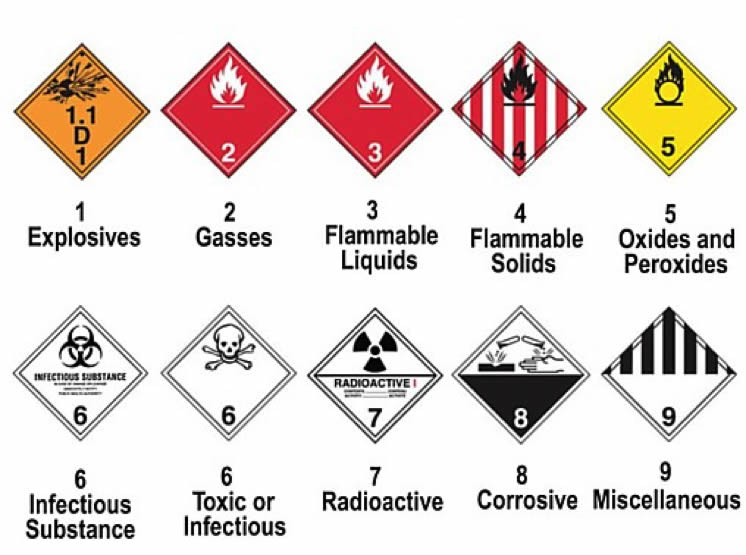 1.1
D
1
2
3
4
5
1
Explosives
2
Gasses
3
Flammable
Liquids
4
Flammable
Solids
5
Oxides and
Peroxides
INFECTIOUS SUBSTANCE
6
6
RADIOACTIVE I
7
8
9
6
Infectious
Substance
6
Toxic or
Infectious
7
Radioactive
8
Corrosive
9
Miscellaneous